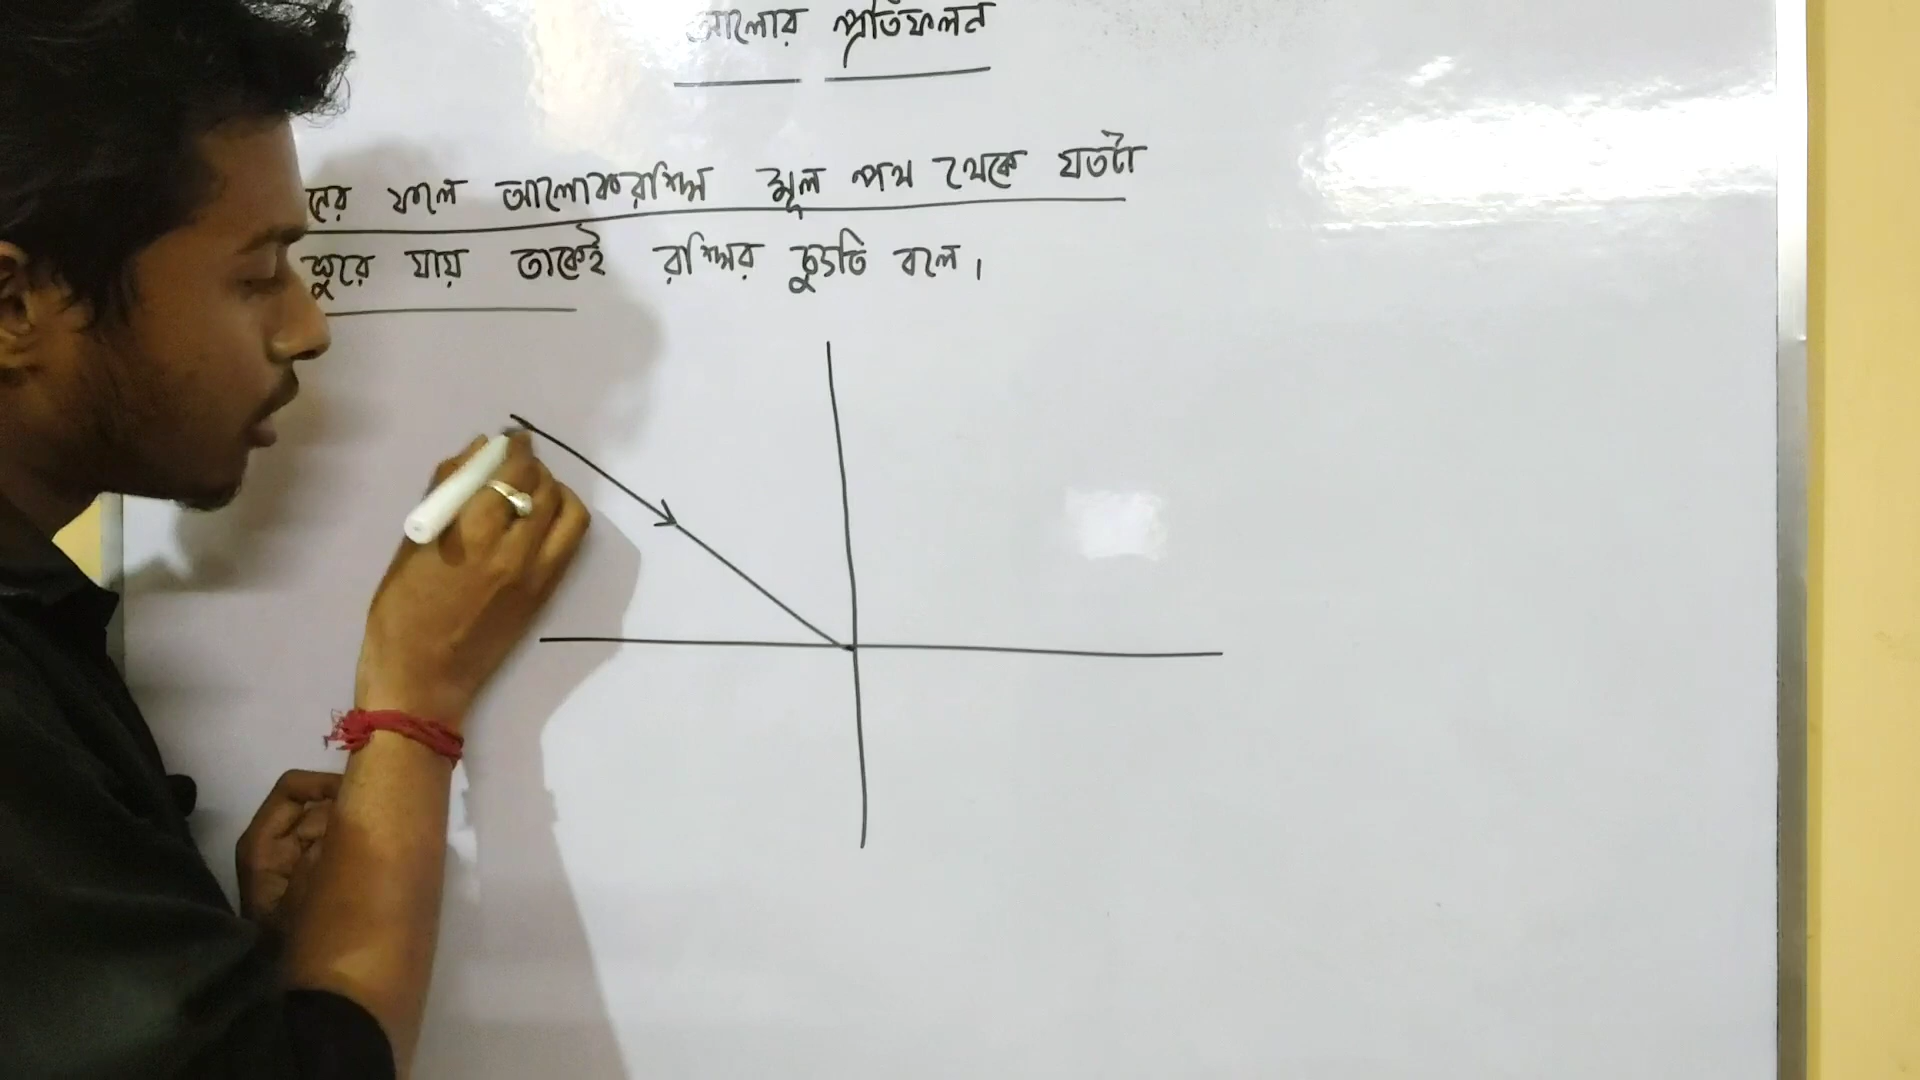 আলোর প্রতিফলন
নের ফলে আলোকরশ্মি মূল পথ থেকে যতটা
ঘুরে যায় তাকেই রশ্মির চ্যুতি বলে।